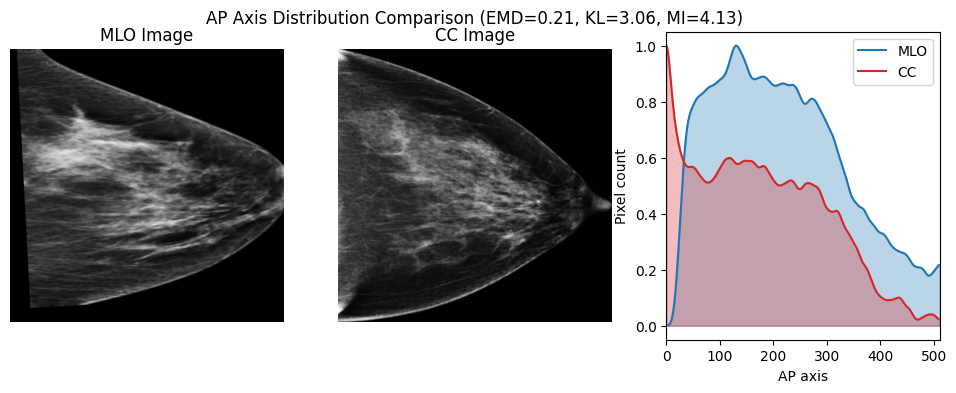 AP Axis Distribution Comparison (EMD=0.21, KL=3.06, MI=4.13)
MLO Image
CC Image
MLO
CC
Pixel count
1.0
0.8
0.6
0.4
0.2
0.0
0 100 200 300 400 500
AP axis